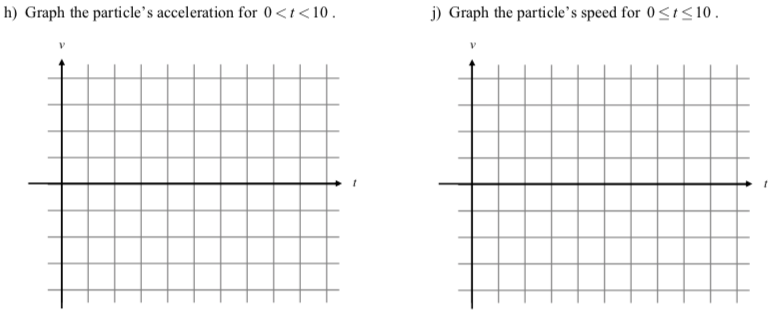 h) Graph the particle's acceleration for 0 < t < 10 .
v
t
j) Graph the particle's speed for 0 ≤ t ≤ 10 .
v
t